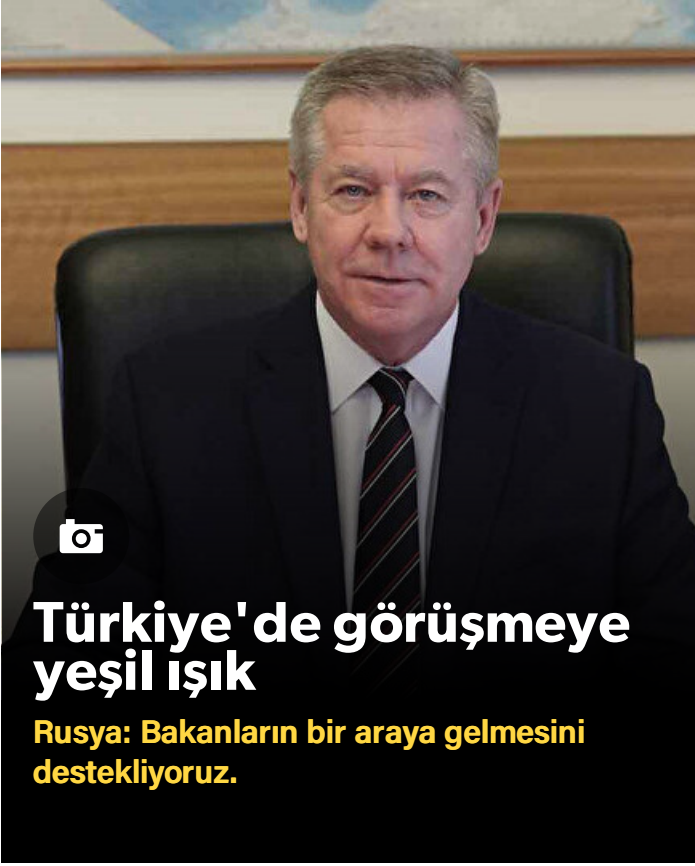 Türkiye'de görüşmeye
yeşil ışık
Rusya: Bakanların bir araya gelmesini
destekliyoruz.